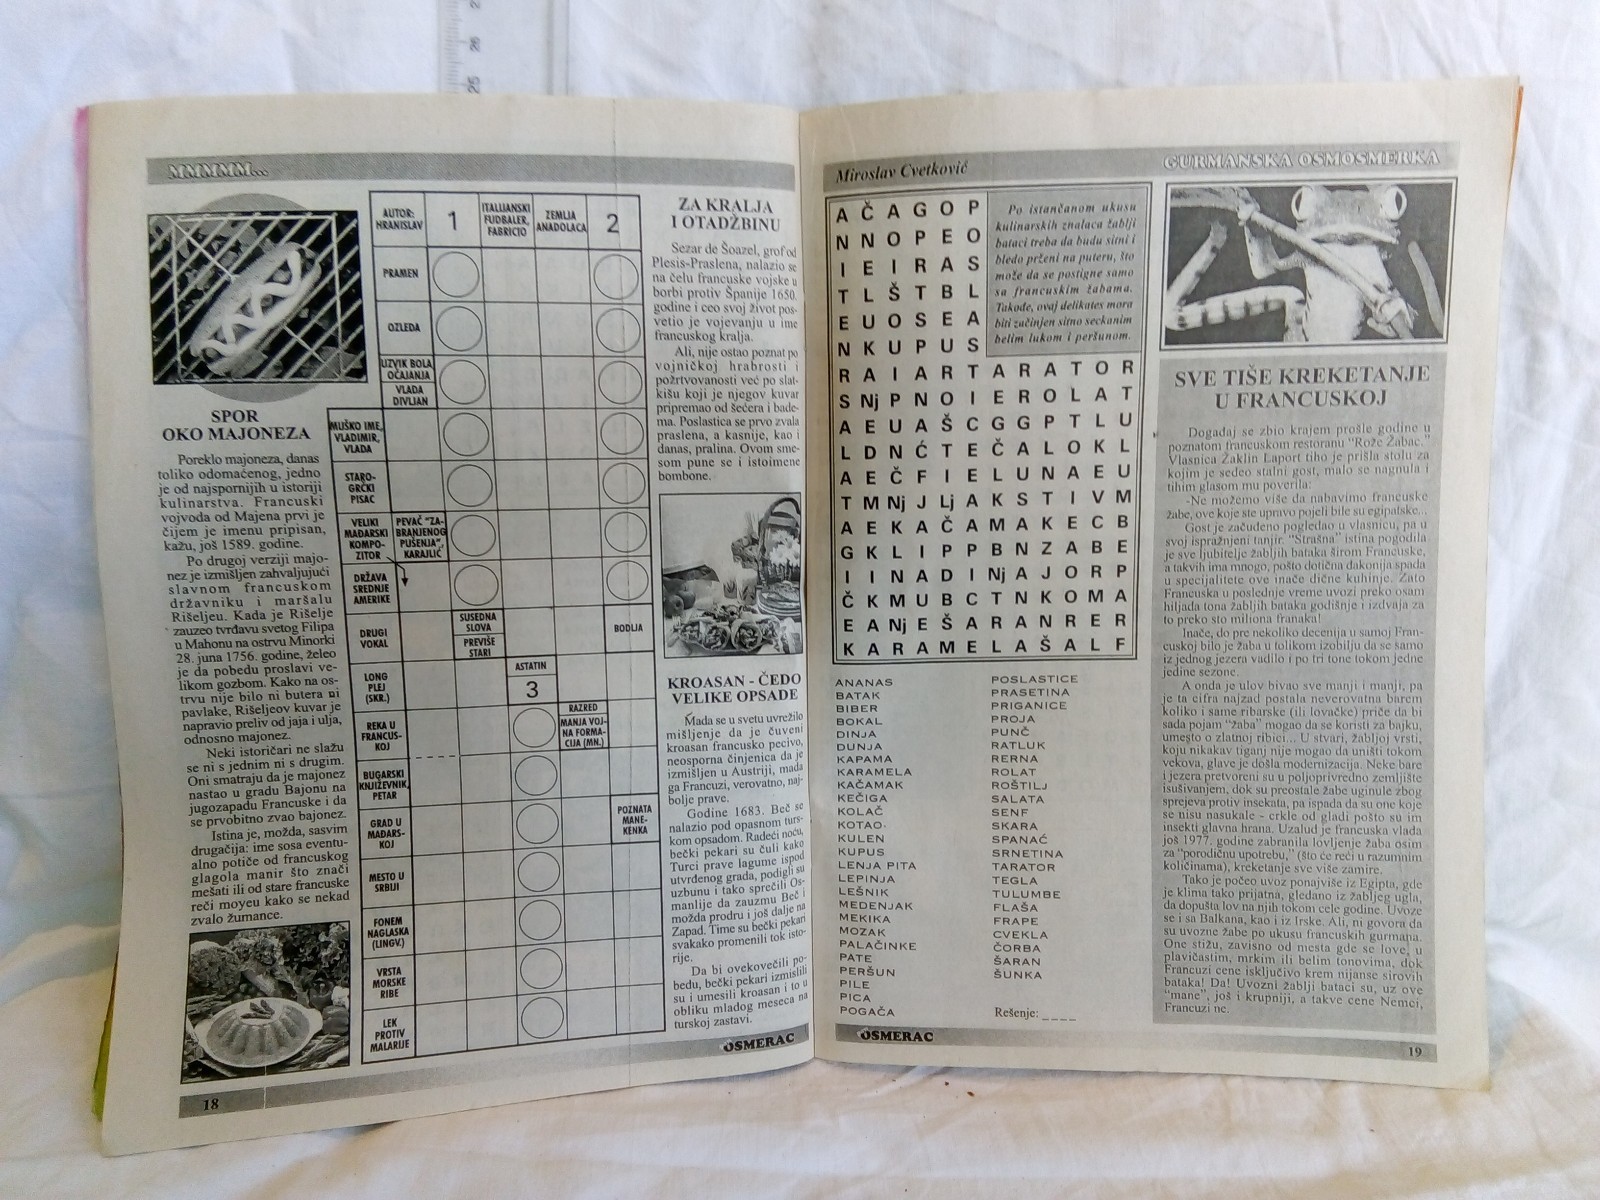 MMMMM...
SPOR
OKO MAJONEZA
Poreklo majoneza, danas
toliko odomaćenog, jedno
je od najspornijih u istoriji
kulinarstva. Francuski
vojvoda od Majena prvi je
čijem je imenu pripisan,
kažu, još 1589. godine.
Po drugoj verziji majo-
nez je izmišljen zahvaljujući
slavnom francuskom
državniku i maršalu
Rišeljeu. Kada je Rišelje
zauzeo tvrđavu svetog Filipa
u Mahonu na ostrvu Minorki
28. juna 1756. godine, želeo
je da pobedu proslavi ve-
likom gozbom. Kako na os-
trvu nije bilo ni butera ni
pavlake, Rišeljeov kuvar je
napravio preliv od jaja i ulja,
odnosno majonez.
Neki istoričari ne slažu
se ni s jednim ni s drugim.
Oni smatraju da je majonez
nastao u gradu Bajonu na
jugozapadu Francuske i da
se prvobitno zvao bajonez.
Istina je, možda, sasvim
drugačija: ime sosa eventu-
alno potiče od francuskog
glagola manir što znači
mešati ili od stare francuske
reči moyeu kako se nekad
zvalo žumance.
AUTOR:
HRANISLAV
1
ITALIJANSKI
FUDBALER,
FABRICIO
ZEMLJA
ANADOLACA
2
PRAMEN
OZLEDA
UZVIK BOLA
OČAJANJA
VLADA
DIVLJAN
MUŠKO IME,
VLADIMIR,
VLADA
STARO-
GRČKI
PISAC
VELIKI
MAĐARSKI
KOMPO-
ZITOR
PEVAČ "ZA-
BRANJENOG
PUŠENJA",
KARAJLIĆ
DRŽAVA
SREDNJE
AMERIKE
DRUGI
VOKAL
SUSEDNA
SLOVA
PREVIŠE
STARI
BODLJA
LONG
PLEJ
(SKR.)
ASTATIN
3
REKA U
FRANCUS-
KOJ
RAZRED
MANJA VOJ-
NA FORMA-
CIJA (MN.)
BUGARSKI
KNJIŽEVNIK,
PETAR
GRAD U
MAĐARS-
KOJ
POZNATA
MANE-
KENKA
MESTO U
SRBIJI
FONEM
NAGLASKA
(LINGV.)
VRSTA
MORSKE
RIBE
LEK
PROTIV
MALARIJE
ZA KRALJA
I OTADŽBINU
Sezar de Šoazel, grof od
Plesis-Praslena, nalazio se
na čelu francuske vojske u
borbi protiv Španije 1650.
godine i ceo svoj život pos-
vetio je vojevanju u ime
francuskog kralja.
Ali, nije ostao poznat po
vojničkoj hrabrosti i
požrtvovanosti već po slat-
kišu koji je njegov kuvar
pripremao od šećera i bade-
ma. Poslastica se prvo zvala
praslena, a kasnije, kao i
danas, pralina. Ovom sme-
som pune se i istoimene
bombone.
KROASAN - ČEDO
VELIKE OPSADE
Mada se u svetu uvrežilo
mišljenje da je čuveni
kroasan francusko pecivo,
neosporna činjenica da je
izmišljen u Austriji, mada
ga Francuzi, verovatno, naj-
bolje prave.
Godine 1683. Beč se
nalazio pod opasnom turs-
kom opsadom. Radeći noću,
bečki pekari su čuli kako
Turci prave lagume ispod
utvrđenog grada, podigli su
uzbunu i tako sprečili Os-
manlije da zauzmu Beč i
možda prodru i još dalje na
Zapad. Time su bečki pekari
svakako promenili tok isto-
rije.
Da bi ovekovečili po-
bedu, bečki pekari izmislili
su i umesili kroasan i to u
obliku mladog meseca na
turskoj zastavi.
OSMERAC
18
Miroslav Cvetković
GURMANSKA OSMOSMERKA
A Č A G O P
N N O P E O
I E I R A S
T L Š T B L
E U O S E A
N K U P U S
R A I A R T A R A T O R
S Nj P N O I E R O L A T
A E U A Š C G G P T L U
L D N Ć T E Č A L O K L
A E Č F I E L U N A E U
T M Nj J Lj A K S T I V M
A E K A Č A M A K E C B
G K L I P P B N Z A B E
I I N A D I Nj A J O R P
Č K M U B C T N K O M A
E A Nj E Š A R A N R E R
K A R A M E L A Š A L F
Po istančanom ukusu
kulinarskih znalaca žablji
bataci treba da budu sitni i
bledo prženi na puteru, što
može da se postigne samo
sa francuskim žabama.
Takođe, ovaj delikates mora
biti začinjen sitno seckanim
belim lukom i peršunom.
ANANAS
BATAK
BIBER
BOKAL
DINJA
DUNJA
KAPAMA
KARAMELA
KAČAMAK
KEČIGA
KOLAČ
KOTAO
KULEN
KUPUS
LENJA PITA
LEPINJA
LEŠNIK
MEDENJAK
MEKIKA
MOZAK
PALAČINKE
PATE
PERŠUN
PILE
PICA
POGAČA
POSLASTICE
PRASETINA
PRIGANICE
PROJA
PUNČ
RATLUK
RERNA
ROLAT
ROŠTILJ
SALATA
SENF
SKARA
SPANAĆ
SRNETINA
TARATOR
TEGLA
TULUMBE
FLAŠA
FRAPE
CVEKLA
ČORBA
ŠARAN
ŠUNKA
Rešenje: _ _ _ _
SVE TIŠE KREKETANJE
U FRANCUSKOJ
Događaj se zbio krajem prošle godine u
poznatom francuskom restoranu "Rože Žabac."
Vlasnica Žaklin Laport tiho je prišla stolu za
kojim je sedeo stalni gost, malo se nagnula i
tihim glasom mu poverila:
-Ne možemo više da nabavimo francuske
žabe, ove koje ste upravo pojeli bile su egipatske...
Gost je začuđeno pogledao u vlasnicu, pa u
svoj ispražnjeni tanjir. "Strašna" istina pogodila
je sve ljubitelje žabljih bataka širom Francuske,
a takvih ima mnogo, pošto dotična đakonija spada
u specijalitete ove inače dične kuhinje. Zato
Francuska u poslednje vreme uvozi preko osam
hiljada tona žabljih bataka godišnje i izdvaja za
to preko sto miliona franaka!
Inače, do pre nekoliko decenija u samoj Fran-
cuskoj bilo je žaba u tolikom izobilju da se samo
iz jednog jezera vadilo i po tri tone tokom jedne
jedine sezone.
A onda je ulov bivao sve manji i manji, pa
je ta cifra najzad postala neverovatna barem
koliko i same ribarske (ili lovačke) priče da bi
sada pojam "žaba" mogao da se koristi za bajku,
umesto o zlatnoj ribici... U stvari, žabljoj vrsti,
koju nikakav tiganj nije mogao da uništi tokom
vekova, glave je došla modernizacija. Neke bare
i jezera pretvoreni su u poljoprivredno zemljište
isušivanjem, dok su preostale žabe uginule zbog
sprejeva protiv insekata, pa ispada da su one koje
se nisu nasukale - crkle od gladi pošto su im
insekti glavna hrana. Uzalud je francuska vlada
još 1977. godine zabranila lovljenje žaba osim
za "porodičnu upotrebu," (što će reći u razumnim
količinama), kreketanje sve više zamire.
Tako je počeo uvoz ponajviše iz Egipta, gde
je klima tako prijatna, gledano iz žabljeg ugla,
da dopušta lov na njih tokom cele godine. Uvoze
se i sa Balkana, kao i iz Irske. Ali, ni govora da
su uvozne žabe po ukusu francuskih gurmana.
One stižu, zavisno od mesta gde se love, u
plavičastim, mrkim ili belim tonovima, dok
Francuzi cene isključivo krem nijanse sirovih
bataka! Da! Uvozni žablji bataci su, uz ove
"mane", još i krupniji, a takve cene Nemci,
Francuzi ne.
OSMERAC
19